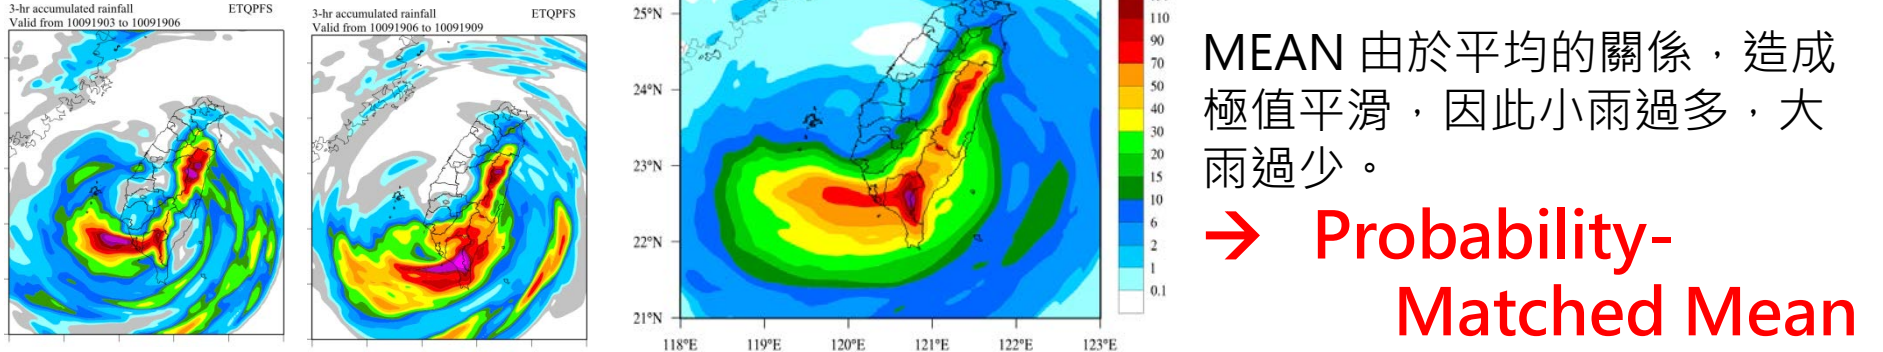 3-hr accumulated rainfall ETQPFS
Valid from 10091903 to 10091906
3-hr accumulated rainfall ETQPFS
Valid from 10091906 to 10091909
25°N
24°N
23°N
22°N
21°N
118°E 119°E 120°E 121°E 122°E 123°E
110
90
70
50
40
30
20
15
10
6
2
1
0.1
MEAN 由於平均的關係，造成
極值平滑，因此小雨過多，大
雨過少。
→ Probability-
Matched Mean